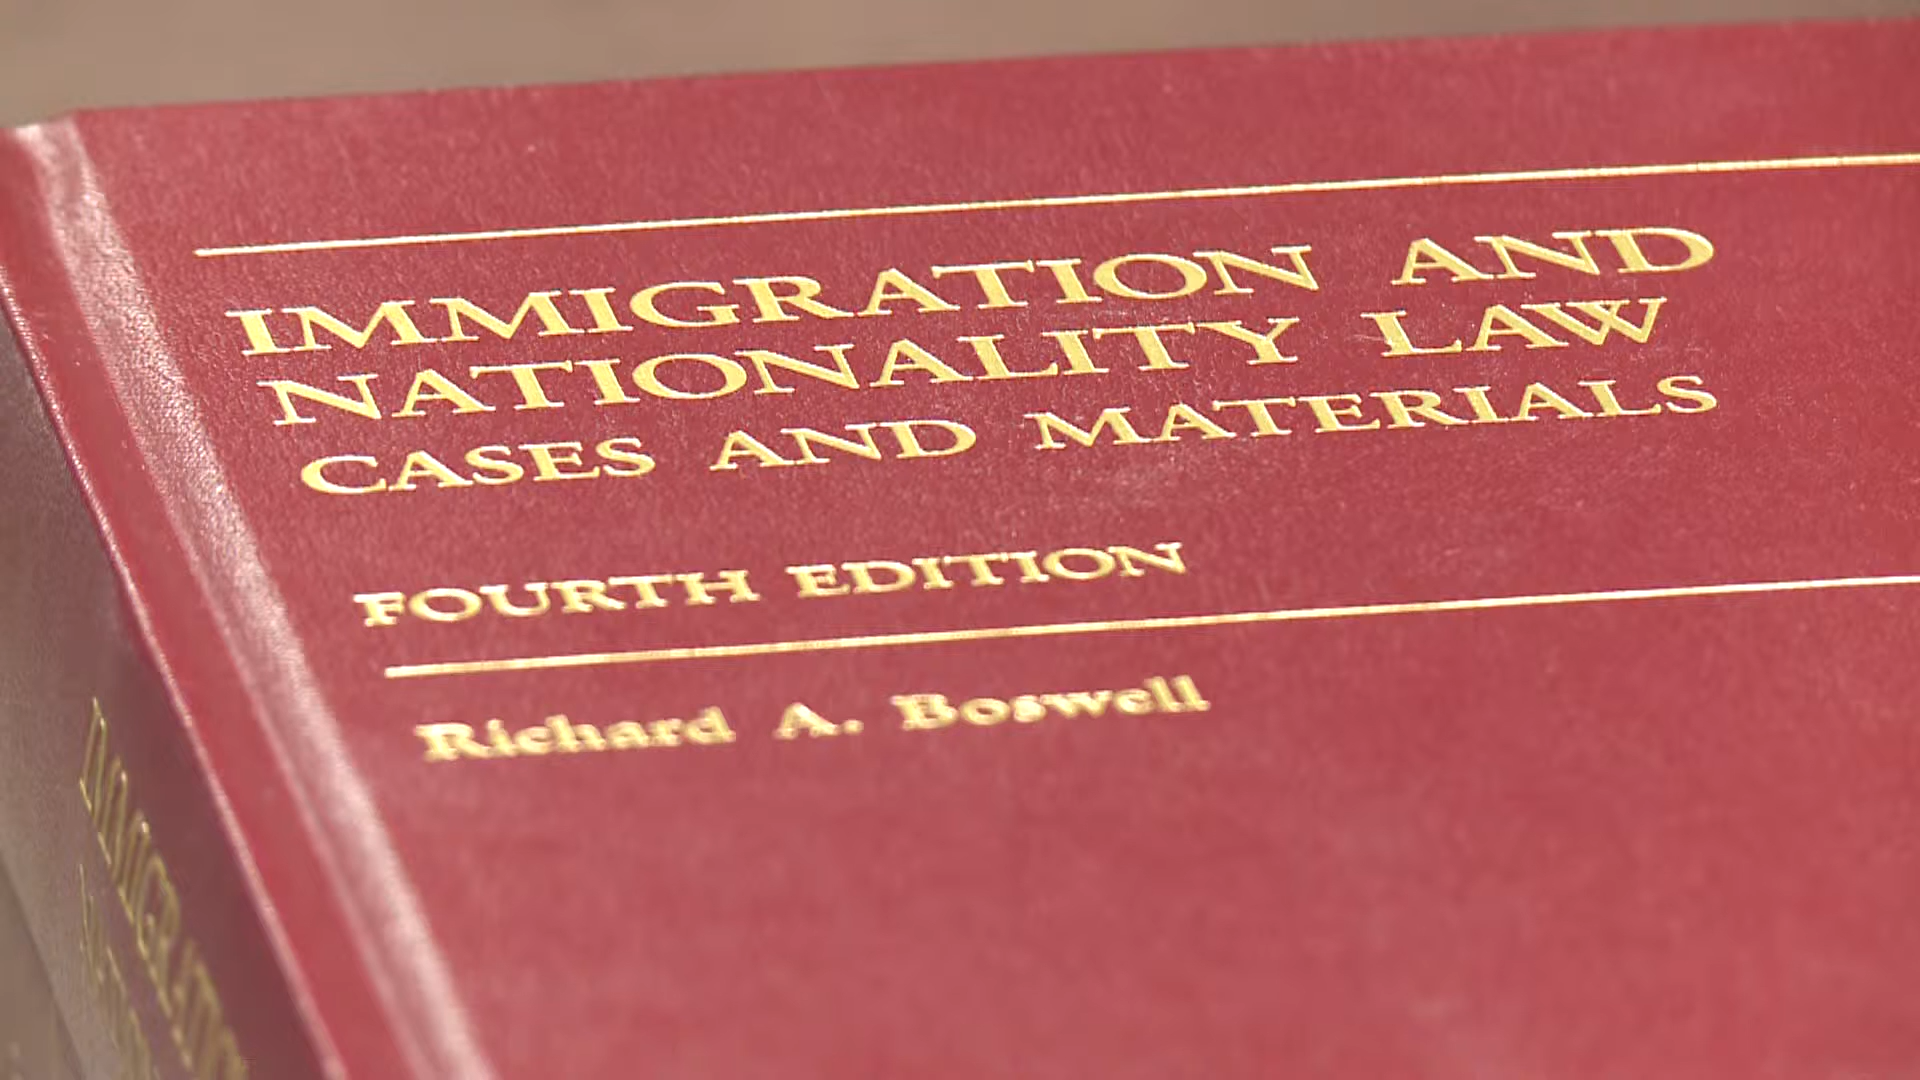 IMMIGRATION AND
NATIONALITY LAW
CASES AND MATERIALS
FOURTH EDITION
Richard A. Boswell